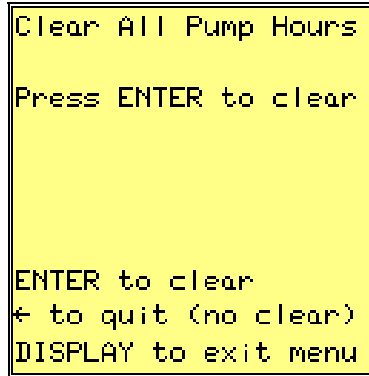 Clear All Pump Hours
Press ENTER to clear
ENTER to clear
← to quit (no clear)
DISPLAY to exit menu